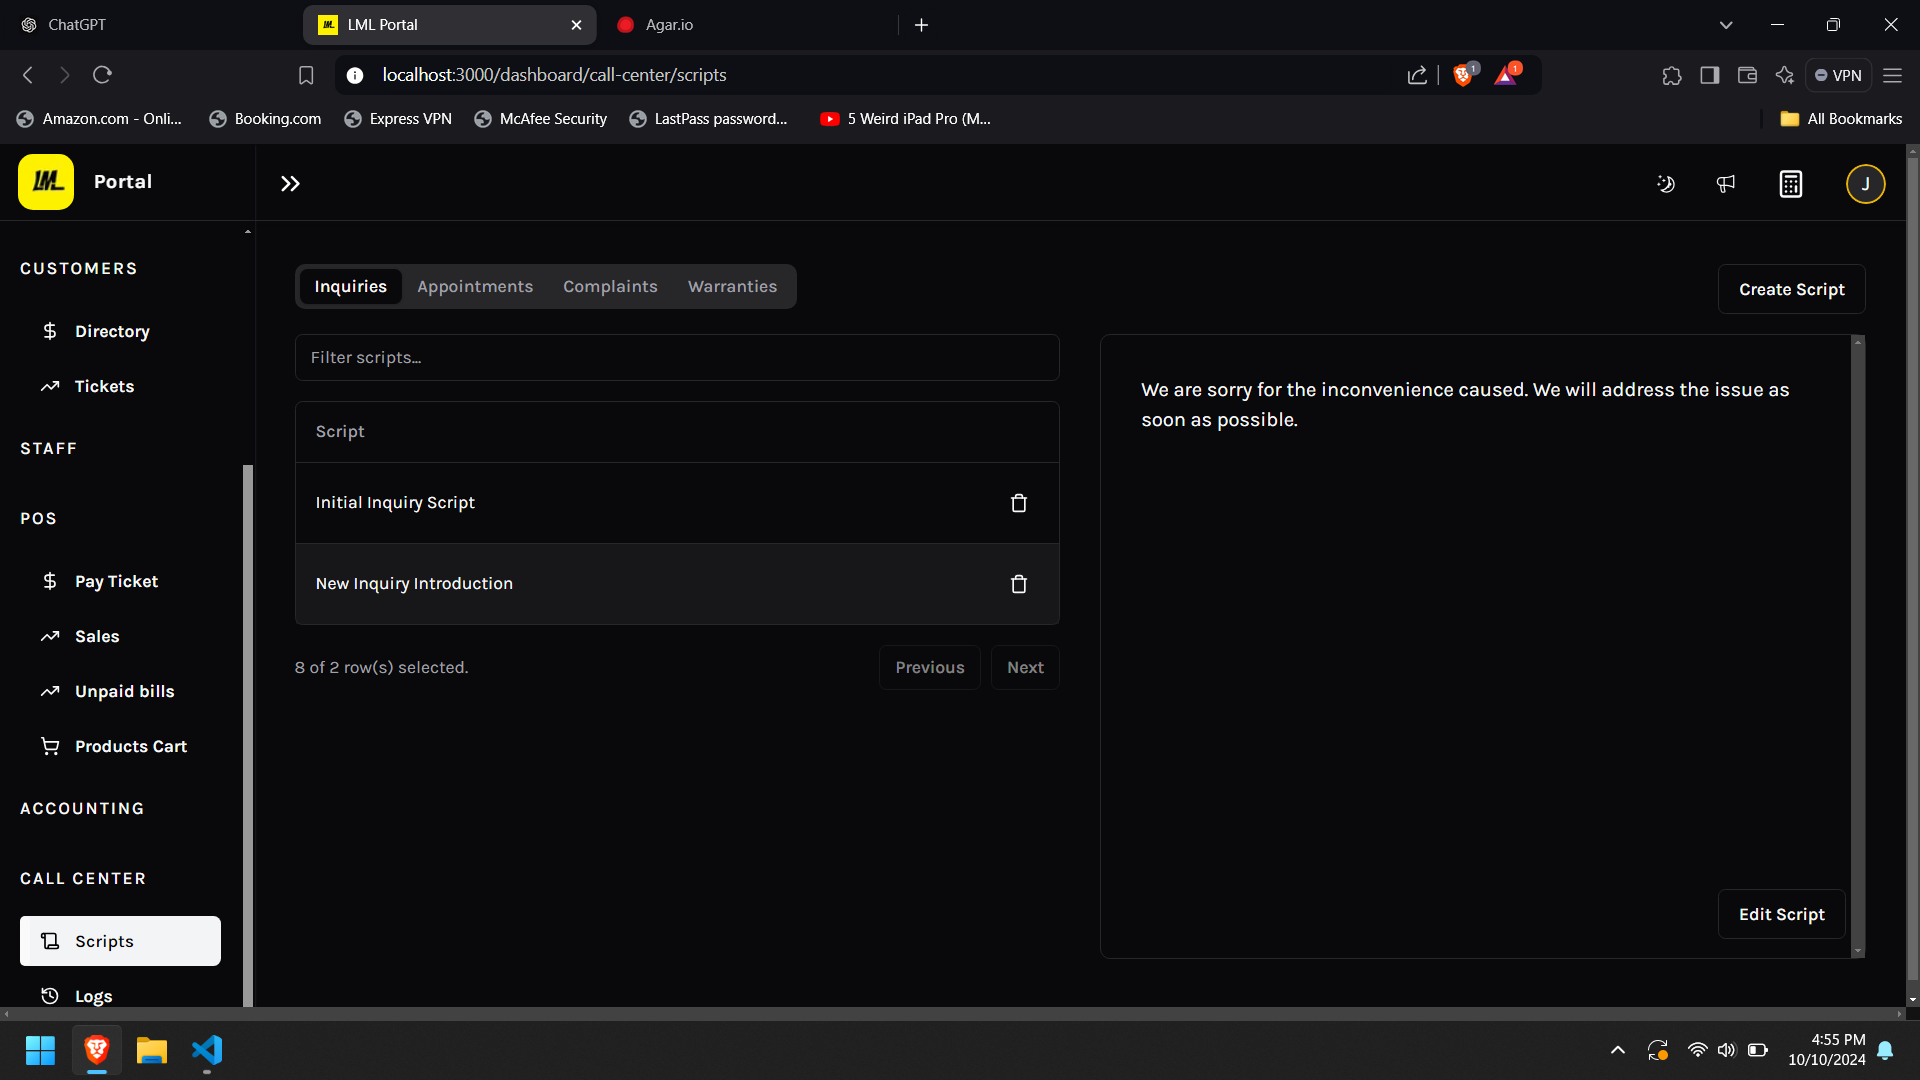 ChatGPT
LML Portal
Agar.io
localhost:3000/dashboard/call-center/scripts
1
1
VPN
Amazon.com - Onli...
Booking.com
Express VPN
McAfee Security
LastPass password...
5 Weird iPad Pro (M...
All Bookmarks
LML
Portal
J
CUSTOMERS
Directory
Tickets
STAFF
POS
Pay Ticket
Sales
Unpaid bills
Products Cart
ACCOUNTING
CALL CENTER
Scripts
Logs
Inquiries
Appointments
Complaints
Warranties
Create Script
Filter scripts...
Script
Initial Inquiry Script
New Inquiry Introduction
8 of 2 row(s) selected.
Previous
Next
We are sorry for the inconvenience caused. We will address the issue as
soon as possible.
Edit Script
4:55 PM
10/10/2024